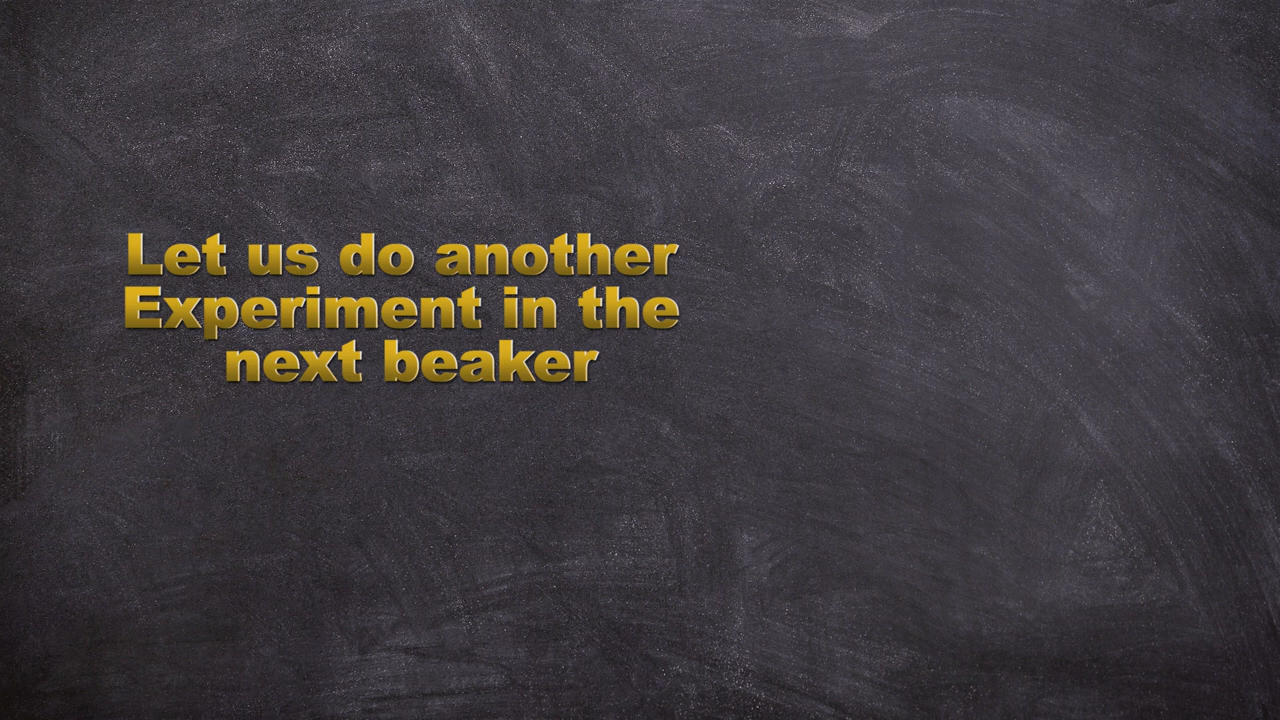 Let us do another
Experiment in the
next beaker